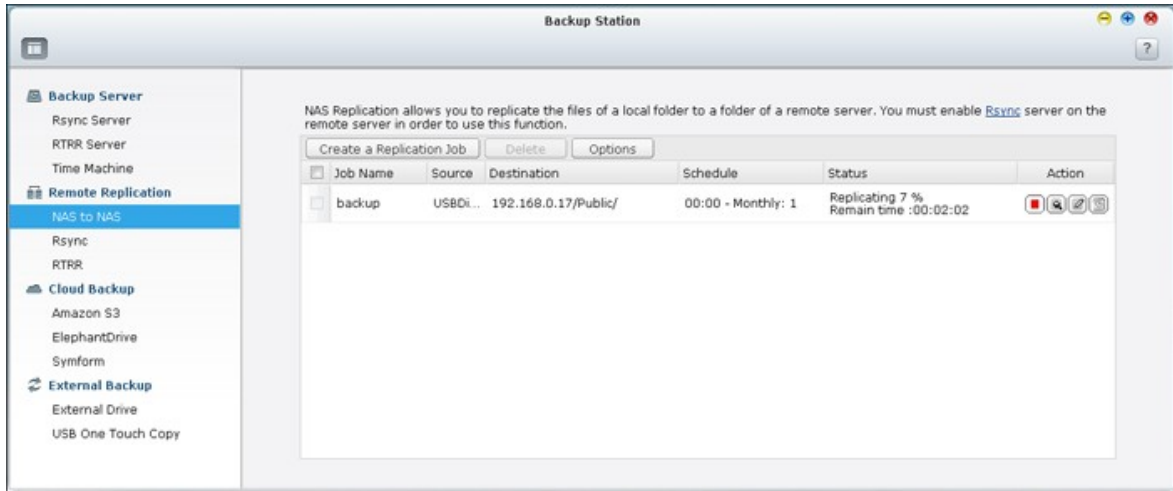 Backup Station
?
Backup Server
Rsync Server
RTRR Server
Time Machine
Remote Replication
NAS to NAS
Rsync
RTRR
Cloud Backup
Amazon S3
ElephantDrive
Symform
External Backup
External Drive
USB One Touch Copy
NAS Replication allows you to replicate the files of a local folder to a folder of a remote server. You must enable Rsync server on the
remote server in order to use this function.
Create a Replication Job Delete Options
Job Name Source Destination Schedule Status Action
backup USBDi... 192.168.0.17/Public/ 00:00 - Monthly: 1 Replicating 7 %
Remain time :00:02:02